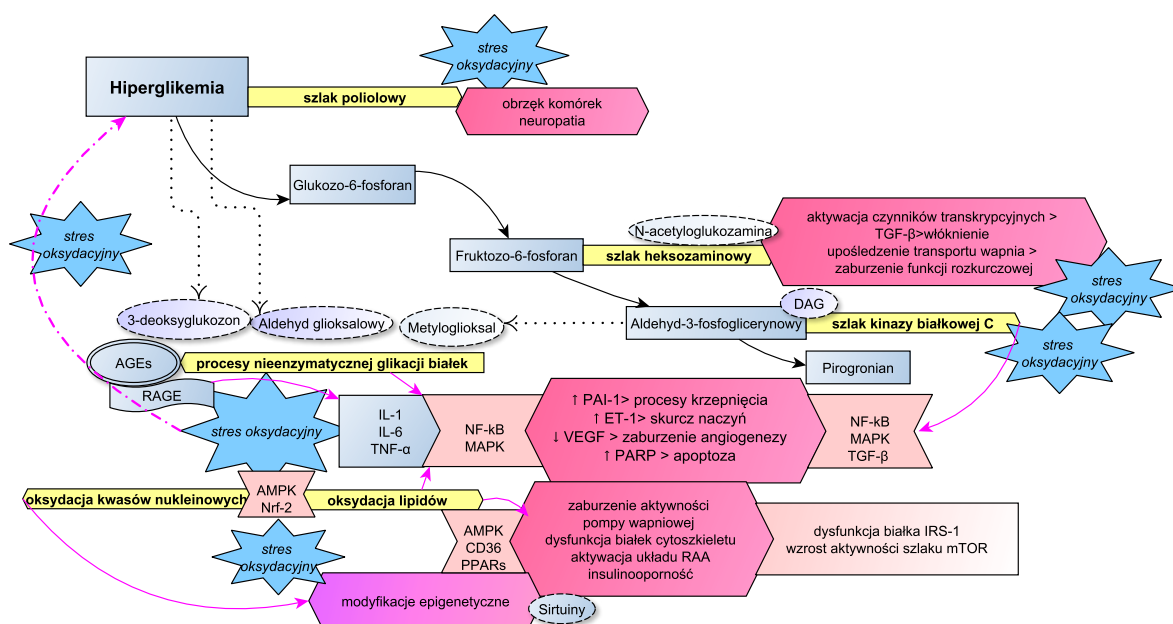 stres
oksydacyjny
Hiperglikemia
szlak poliolowy
obrzęk komórek
neuropatia
Glukozo-6-fosforan
stres
oksydacyjny
N-acetyloglukozamina
aktywacja czynników transkrypcyjnych >
TGF-β>włóknienie
upośledzenie transportu wapnia >
zaburzenie funkcji rozkurczowej
Fruktozo-6-fosforan
szlak heksozaminowy
stres
oksydacyjny
3-deoksyglukozon
Aldehyd glioksalowy
Metyloglioksal
DAG
Aldehyd-3-fosfoglicerynowy
szlak kinazy białkowej C
stres
oksydacyjny
AGEs
procesy nieenzymatycznej glikacji białek
Pirogronian
RAGE
stres oksydacyjny
IL-1
IL-6
TNF-α
NF-kB
MAPK
↑ PAI-1> procesy krzepnięcia
↑ ET-1> skurcz naczyń
↓ VEGF > zaburzenie angiogenezy
↑ PARP > apoptoza
NF-kB
MAPK
TGF-β
oksydacja kwasów nukleinowych
AMPK
Nrf-2
oksydacja lipidów
stres
oksydacyjny
AMPK
CD36
PPARs
zaburzenie aktywności
pompy wapniowej
dysfunkcja białek cytoszkieletu
aktywacja układu RAA
insulinooporność
dysfunkcja białka IRS-1
wzrost aktywności szlaku mTOR
modyfikacje epigenetyczne
Sirtuiny